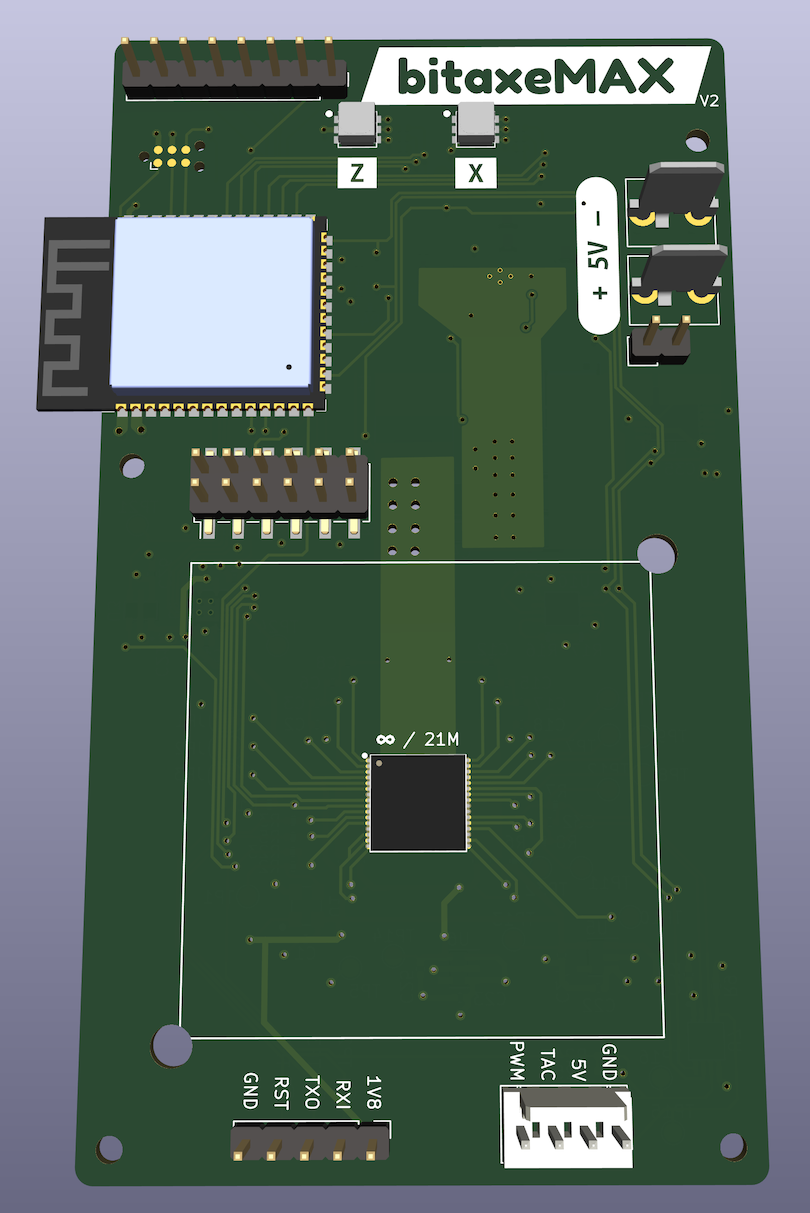 bitaxeMAX
V2
Z
X
+ 5V -
∞ / 21M
PWM
TAC
5V
GND
GND
RST
TXO
RXI
1V8